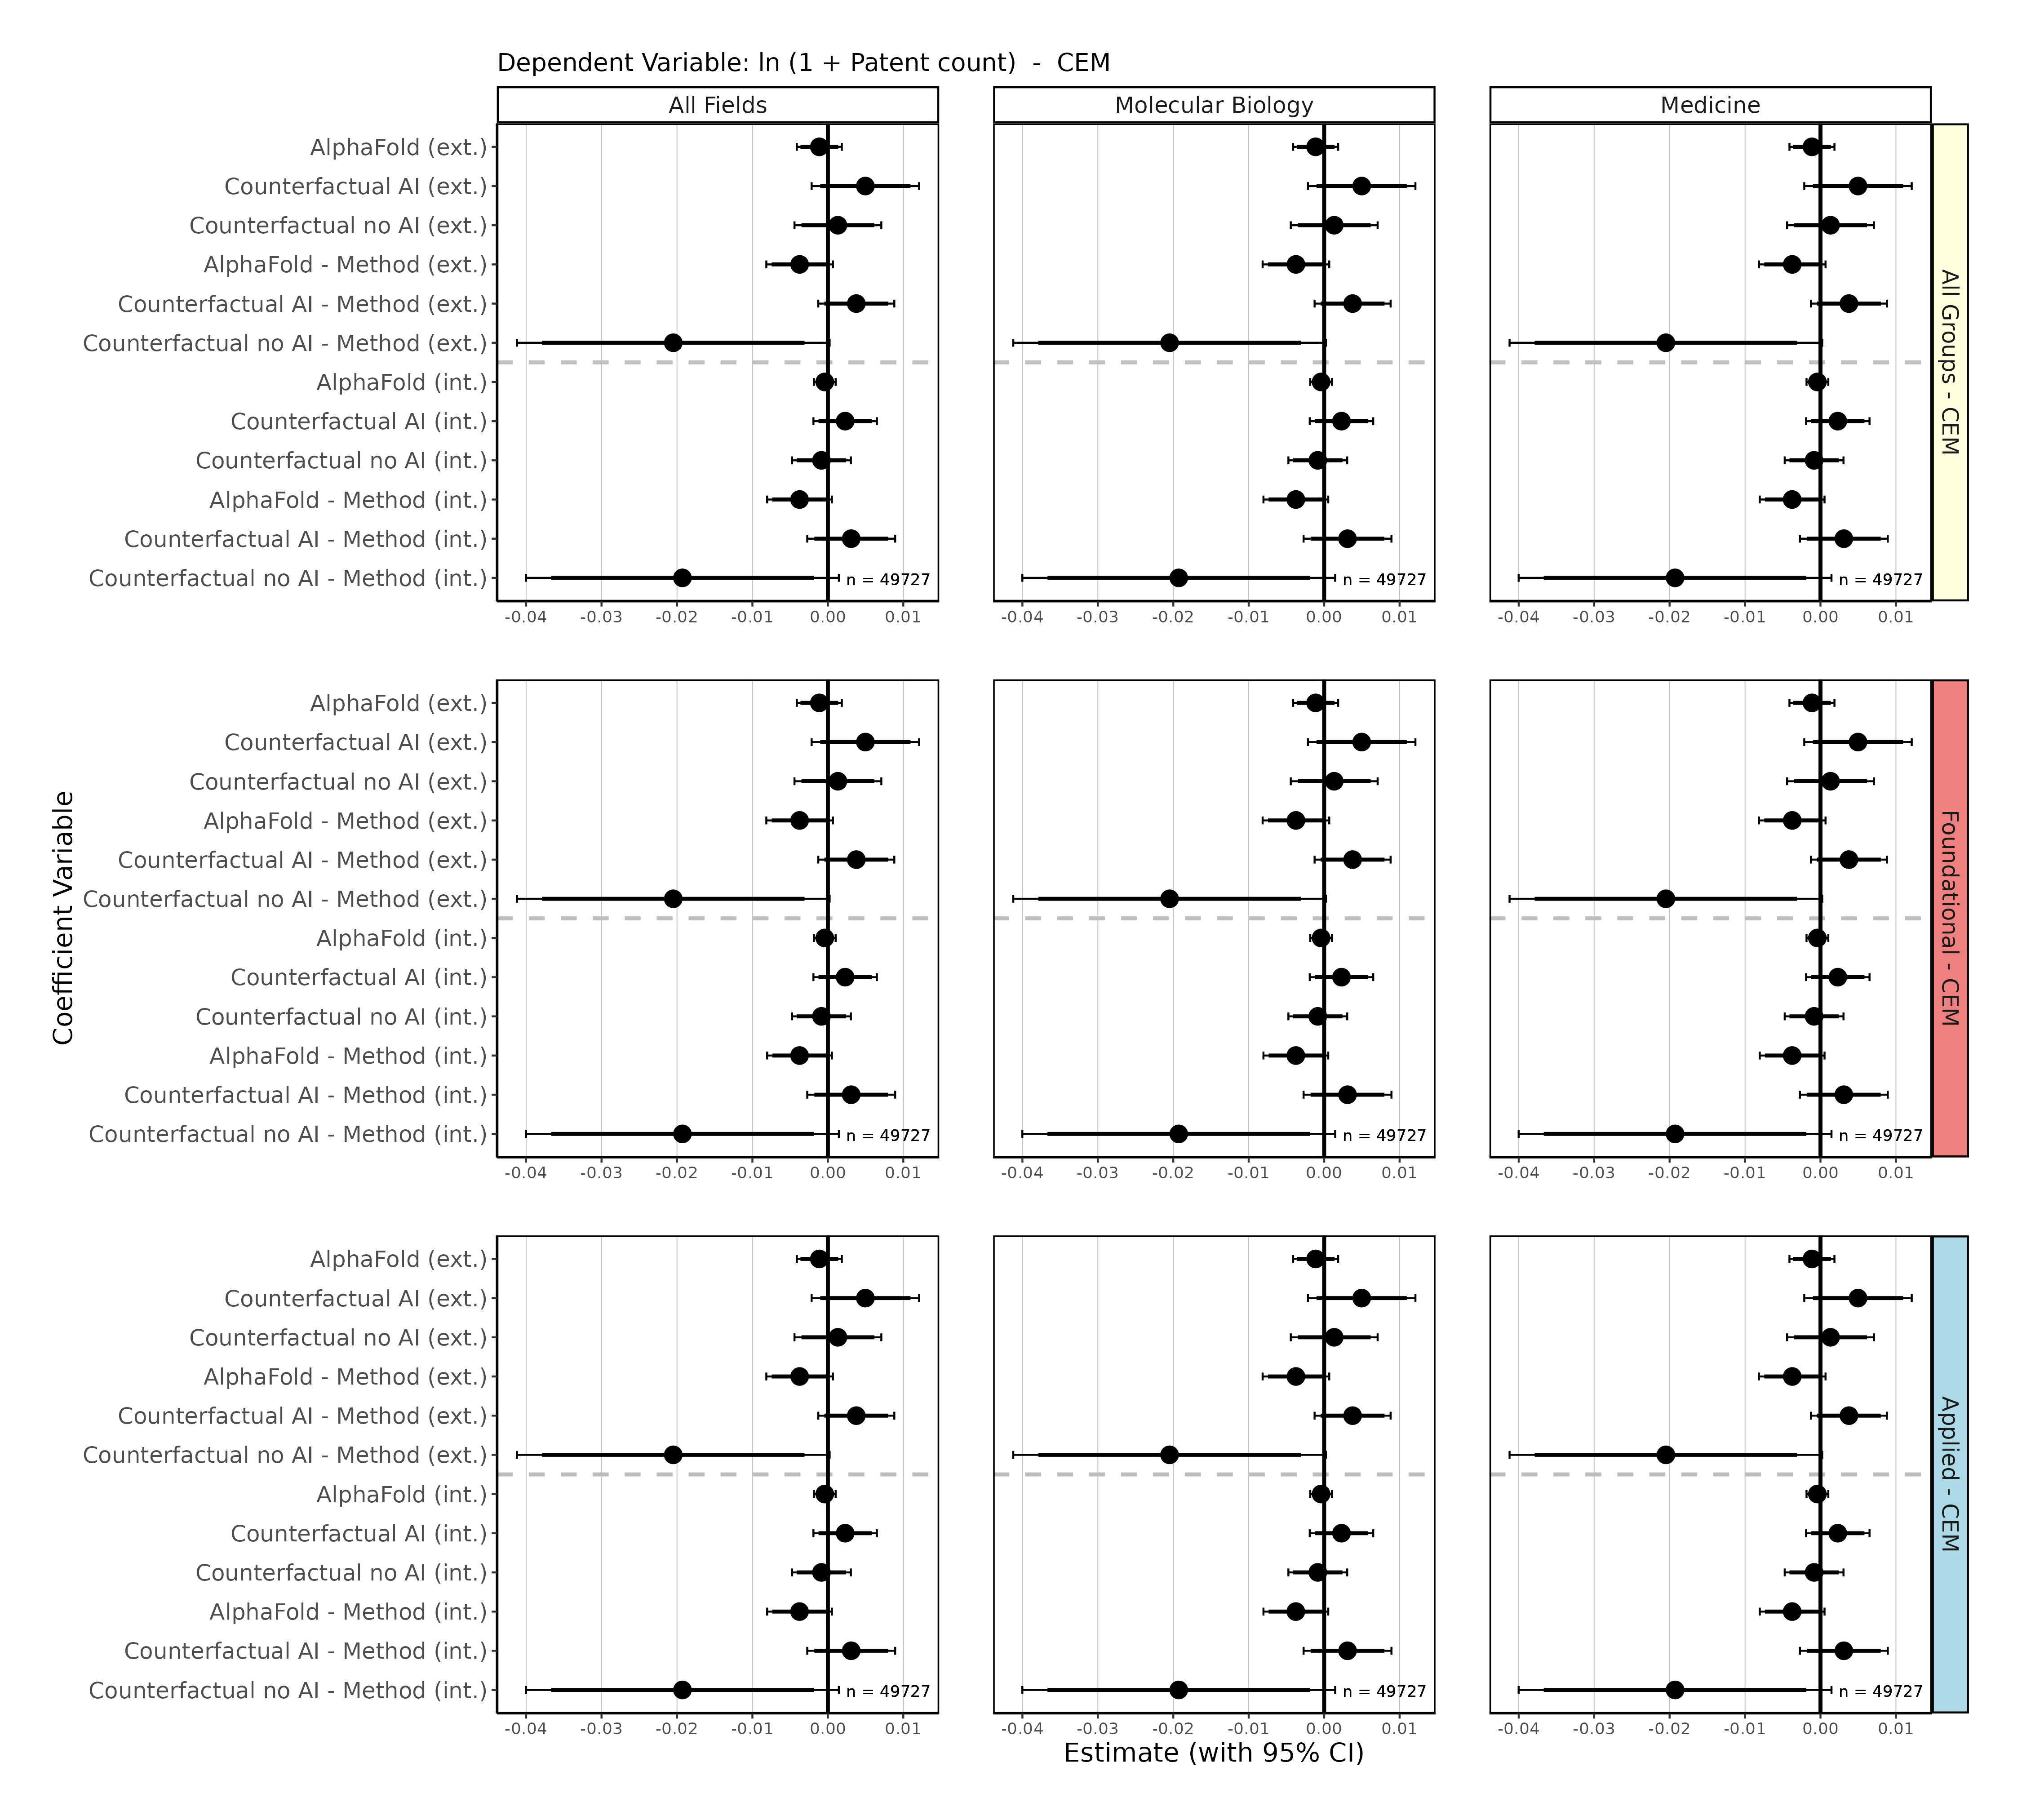 Dependent Variable: ln (1 + Patent count)  -  CEM
All Fields
Molecular Biology
Medicine
Coefficient Variable
AlphaFold (ext.)
Counterfactual AI (ext.)
Counterfactual no AI (ext.)
AlphaFold - Method (ext.)
Counterfactual AI - Method (ext.)
Counterfactual no AI - Method (ext.)
AlphaFold (int.)
Counterfactual AI (int.)
Counterfactual no AI (int.)
AlphaFold - Method (int.)
Counterfactual AI - Method (int.)
Counterfactual no AI - Method (int.)
n = 49727
n = 49727
n = 49727
-0.04 -0.03 -0.02 -0.01 0.00 0.01
-0.04 -0.03 -0.02 -0.01 0.00 0.01
-0.04 -0.03 -0.02 -0.01 0.00 0.01
All Groups - CEM
AlphaFold (ext.)
Counterfactual AI (ext.)
Counterfactual no AI (ext.)
AlphaFold - Method (ext.)
Counterfactual AI - Method (ext.)
Counterfactual no AI - Method (ext.)
AlphaFold (int.)
Counterfactual AI (int.)
Counterfactual no AI (int.)
AlphaFold - Method (int.)
Counterfactual AI - Method (int.)
Counterfactual no AI - Method (int.)
n = 49727
n = 49727
n = 49727
-0.04 -0.03 -0.02 -0.01 0.00 0.01
-0.04 -0.03 -0.02 -0.01 0.00 0.01
-0.04 -0.03 -0.02 -0.01 0.00 0.01
Foundational - CEM
AlphaFold (ext.)
Counterfactual AI (ext.)
Counterfactual no AI (ext.)
AlphaFold - Method (ext.)
Counterfactual AI - Method (ext.)
Counterfactual no AI - Method (ext.)
AlphaFold (int.)
Counterfactual AI (int.)
Counterfactual no AI (int.)
AlphaFold - Method (int.)
Counterfactual AI - Method (int.)
Counterfactual no AI - Method (int.)
n = 49727
n = 49727
n = 49727
-0.04 -0.03 -0.02 -0.01 0.00 0.01
-0.04 -0.03 -0.02 -0.01 0.00 0.01
-0.04 -0.03 -0.02 -0.01 0.00 0.01
Applied - CEM
Estimate (with 95% CI)